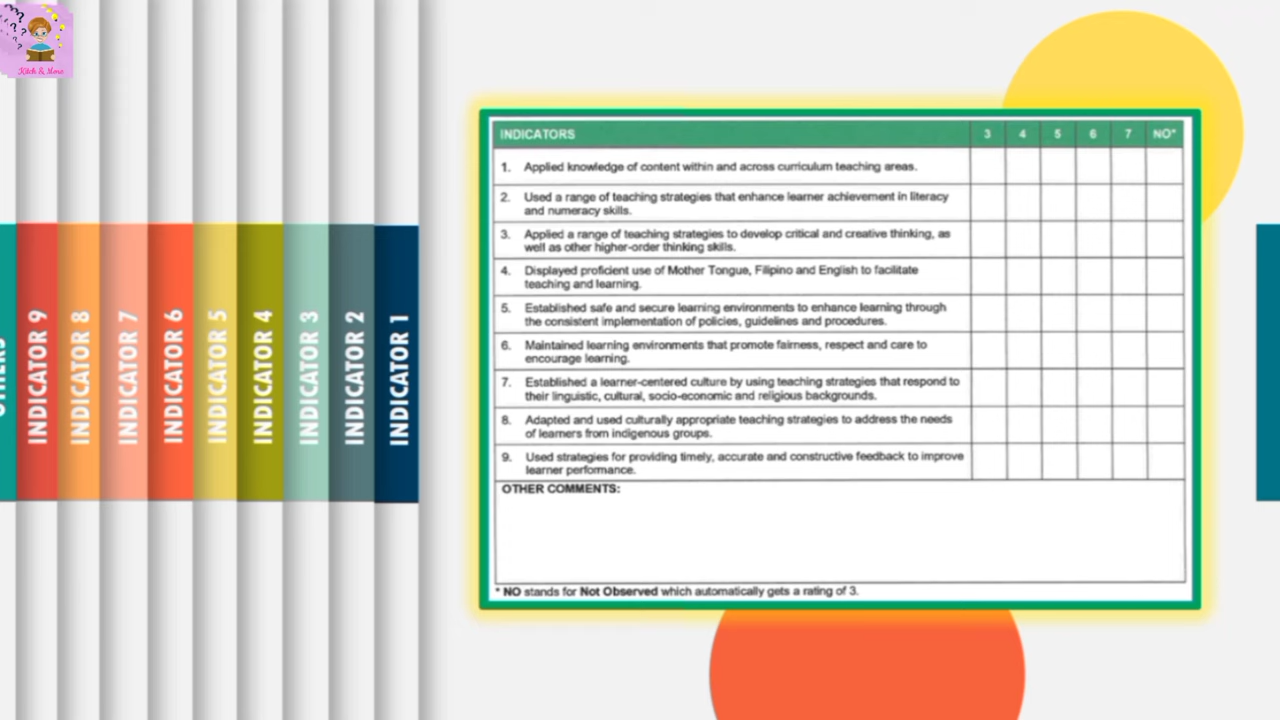 Kitch & More
OTHERS
INDICATOR 9
INDICATOR 8
INDICATOR 7
INDICATOR 6
INDICATOR 5
INDICATOR 4
INDICATOR 3
INDICATOR 2
INDICATOR 1
INDICATORS 3 4 5 6 7 NO*
1. Applied knowledge of content within and across curriculum teaching areas.
2. Used a range of teaching strategies that enhance learner achievement in literacy
and numeracy skills.
3. Applied a range of teaching strategies to develop critical and creative thinking, as
well as other higher-order thinking skills.
4. Displayed proficient use of Mother Tongue, Filipino and English to facilitate
teaching and learning.
5. Established safe and secure learning environments to enhance learning through
the consistent implementation of policies, guidelines and procedures.
6. Maintained learning environments that promote fairness, respect and care to
encourage learning.
7. Established a learner-centered culture by using teaching strategies that respond to
their linguistic, cultural, socio-economic and religious backgrounds.
8. Adapted and used culturally appropriate teaching strategies to address the needs
of learners from indigenous groups.
9. Used strategies for providing timely, accurate and constructive feedback to improve
learner performance.
OTHER COMMENTS:
* NO stands for Not Observed which automatically gets a rating of 3.